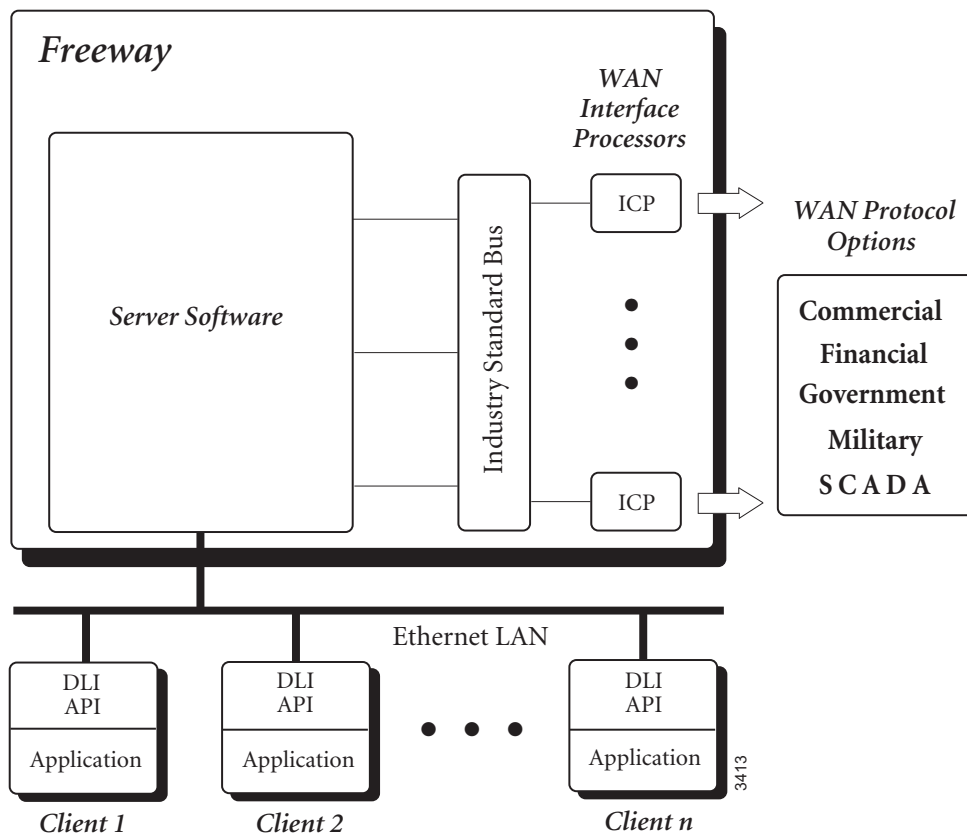 Freeway
WAN
Interface
Processors
Server Software
Industry Standard Bus
ICP
ICP
WAN Protocol
Options
Commercial
Financial
Government
Military
SCADA
Ethernet LAN
DLI
API
Application
Client 1
DLI
API
Application
Client 2
DLI
API
Application
Client n
3413